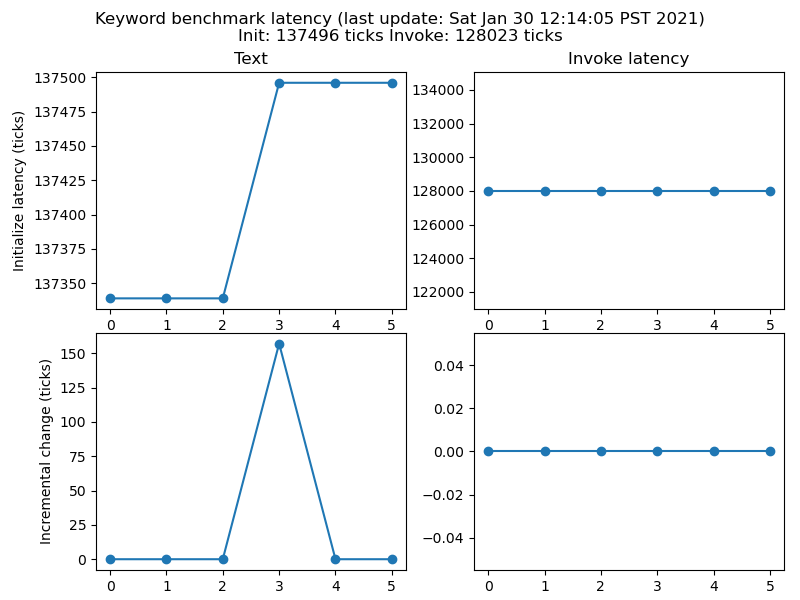 Keyword benchmark latency (last update: Sat Jan 30 12:14:05 PST 2021)
Init: 137496 ticks Invoke: 128023 ticks
Text
Initialize latency (ticks)
137500
137475
137450
137425
137400
137375
137350
0 1 2 3 4 5
Invoke latency
134000
132000
130000
128000
126000
124000
122000
0 1 2 3 4 5
Incremental change (ticks)
150
125
100
75
50
25
0
0 1 2 3 4 5
0.04
0.02
0.00
−0.02
−0.04
0 1 2 3 4 5